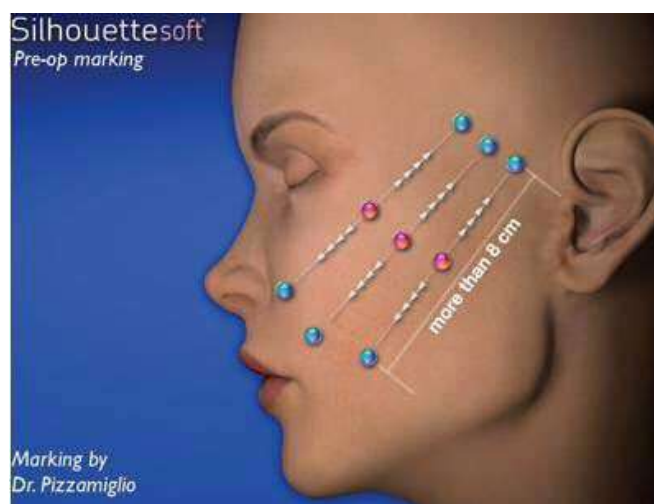 Silhouettesoft®
Pre-op marking
more than 8 cm
Marking by
Dr. Pizzamiglio